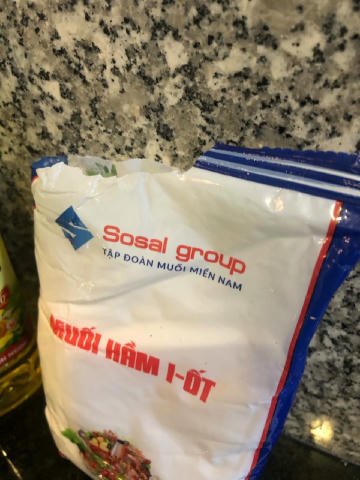 Sosal group
TẬP ĐOÀN MUỐI MIỀN NAM
MUỐI HẦM I-ỐT